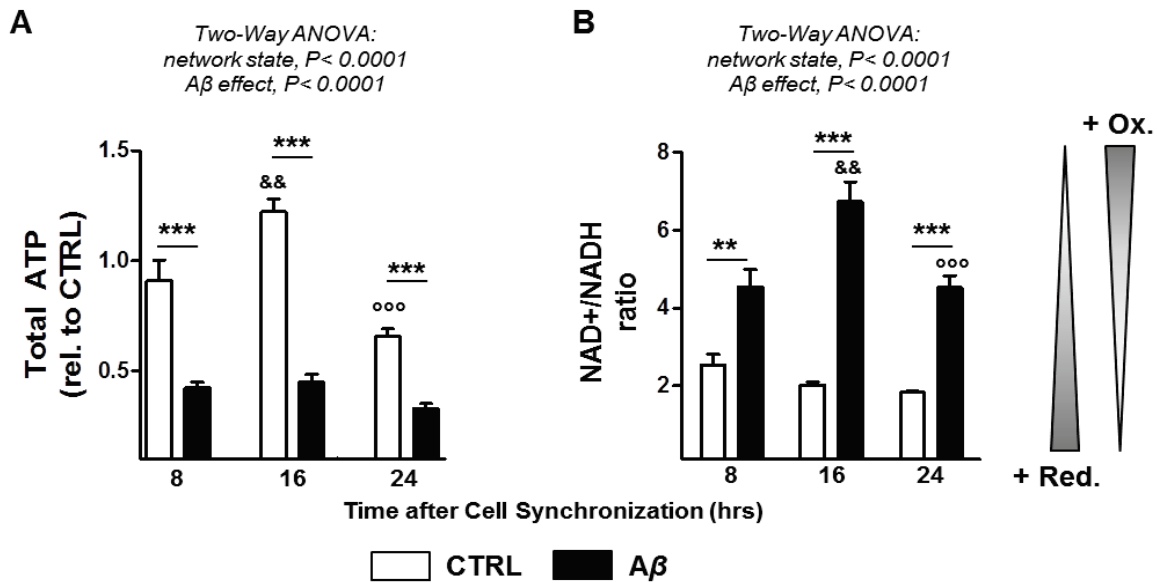 A
Two-Way ANOVA:
network state, P< 0.0001
Aβ effect, P< 0.0001
Total ATP
(rel. to CTRL)
1.5
1.0
0.5
***
***
&&
***
°°°
8
16
24
B
Two-Way ANOVA:
network state, P< 0.0001
Aβ effect, P< 0.0001
NAD+/NADH
ratio
8
6
4
2
**
***
&&
***
°°°
8
16
24
+ Ox.
+ Red.
Time after Cell Synchronization (hrs)
CTRL
Aβ